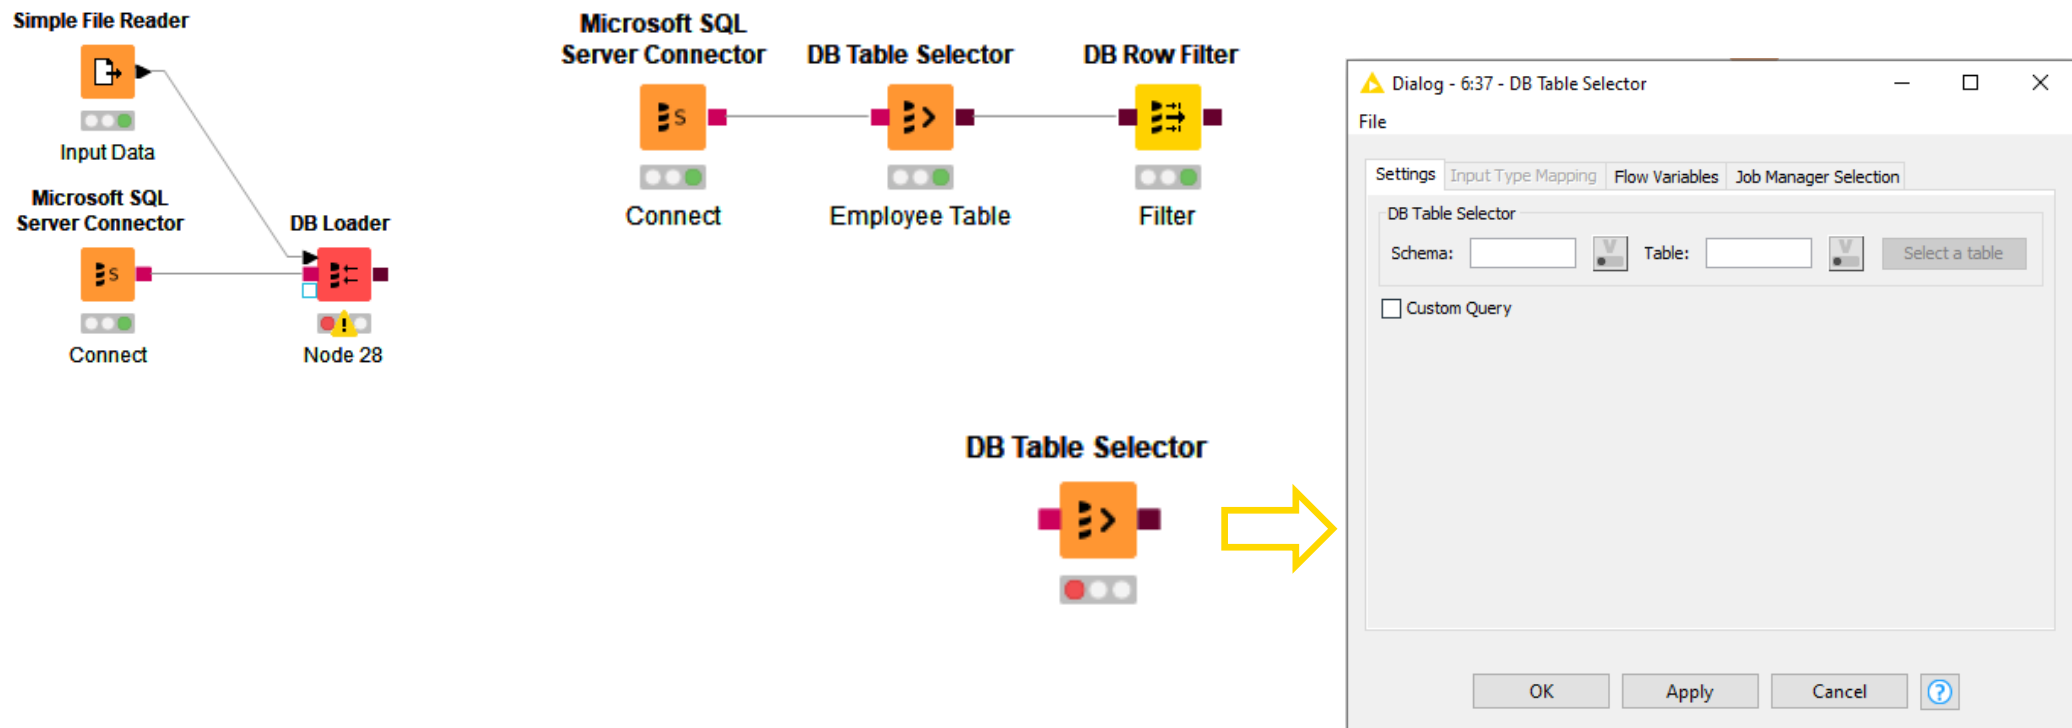 Simple File Reader
Input Data
Microsoft SQL
Server Connector
S
Connect
DB Loader
!
Node 28
Microsoft SQL
Server Connector
S
Connect
DB Table Selector
Employee Table
DB Row Filter
Filter
DB Table Selector
Dialog - 6:37 - DB Table Selector
File
Settings Input Type Mapping Flow Variables Job Manager Selection
DB Table Selector
Schema: V Table: V Select a table
Custom Query
OK Apply Cancel ?